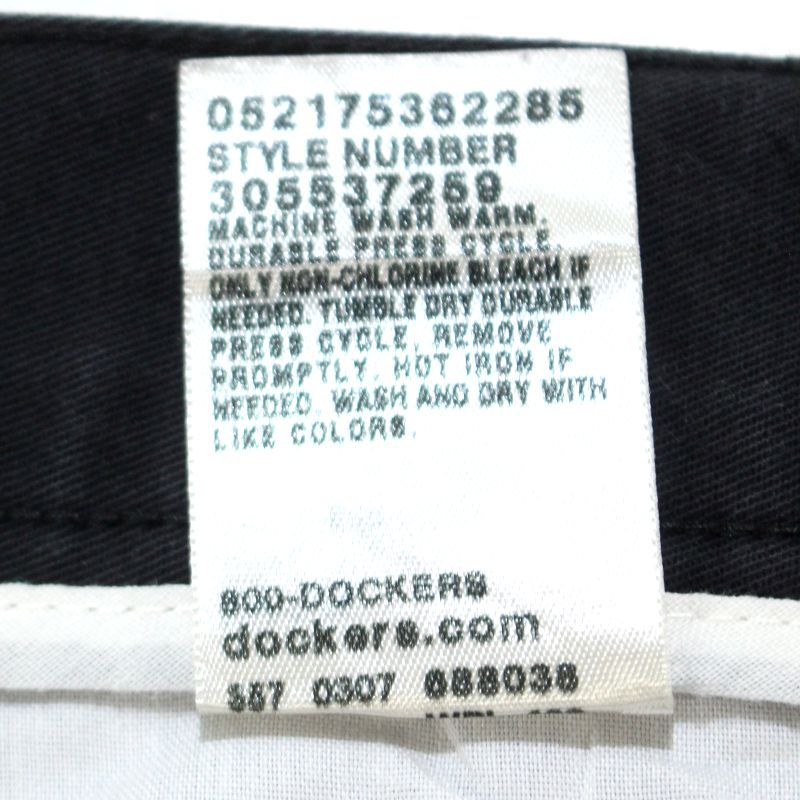 052175362285
STYLE NUMBER
305537259
MACHINE WASH WARM.
DURABLE PRESS CYCLE.
ONLY NON-CHLORINE BLEACH IF
NEEDED. TUMBLE DRY DURABLE
PRESS CYCLE. REMOVE
PROMPTLY. HOT IRON IF
NEEDED. WASH AND DRY WITH
LIKE COLORS.
800-DOCKERS
dockers.com
0307